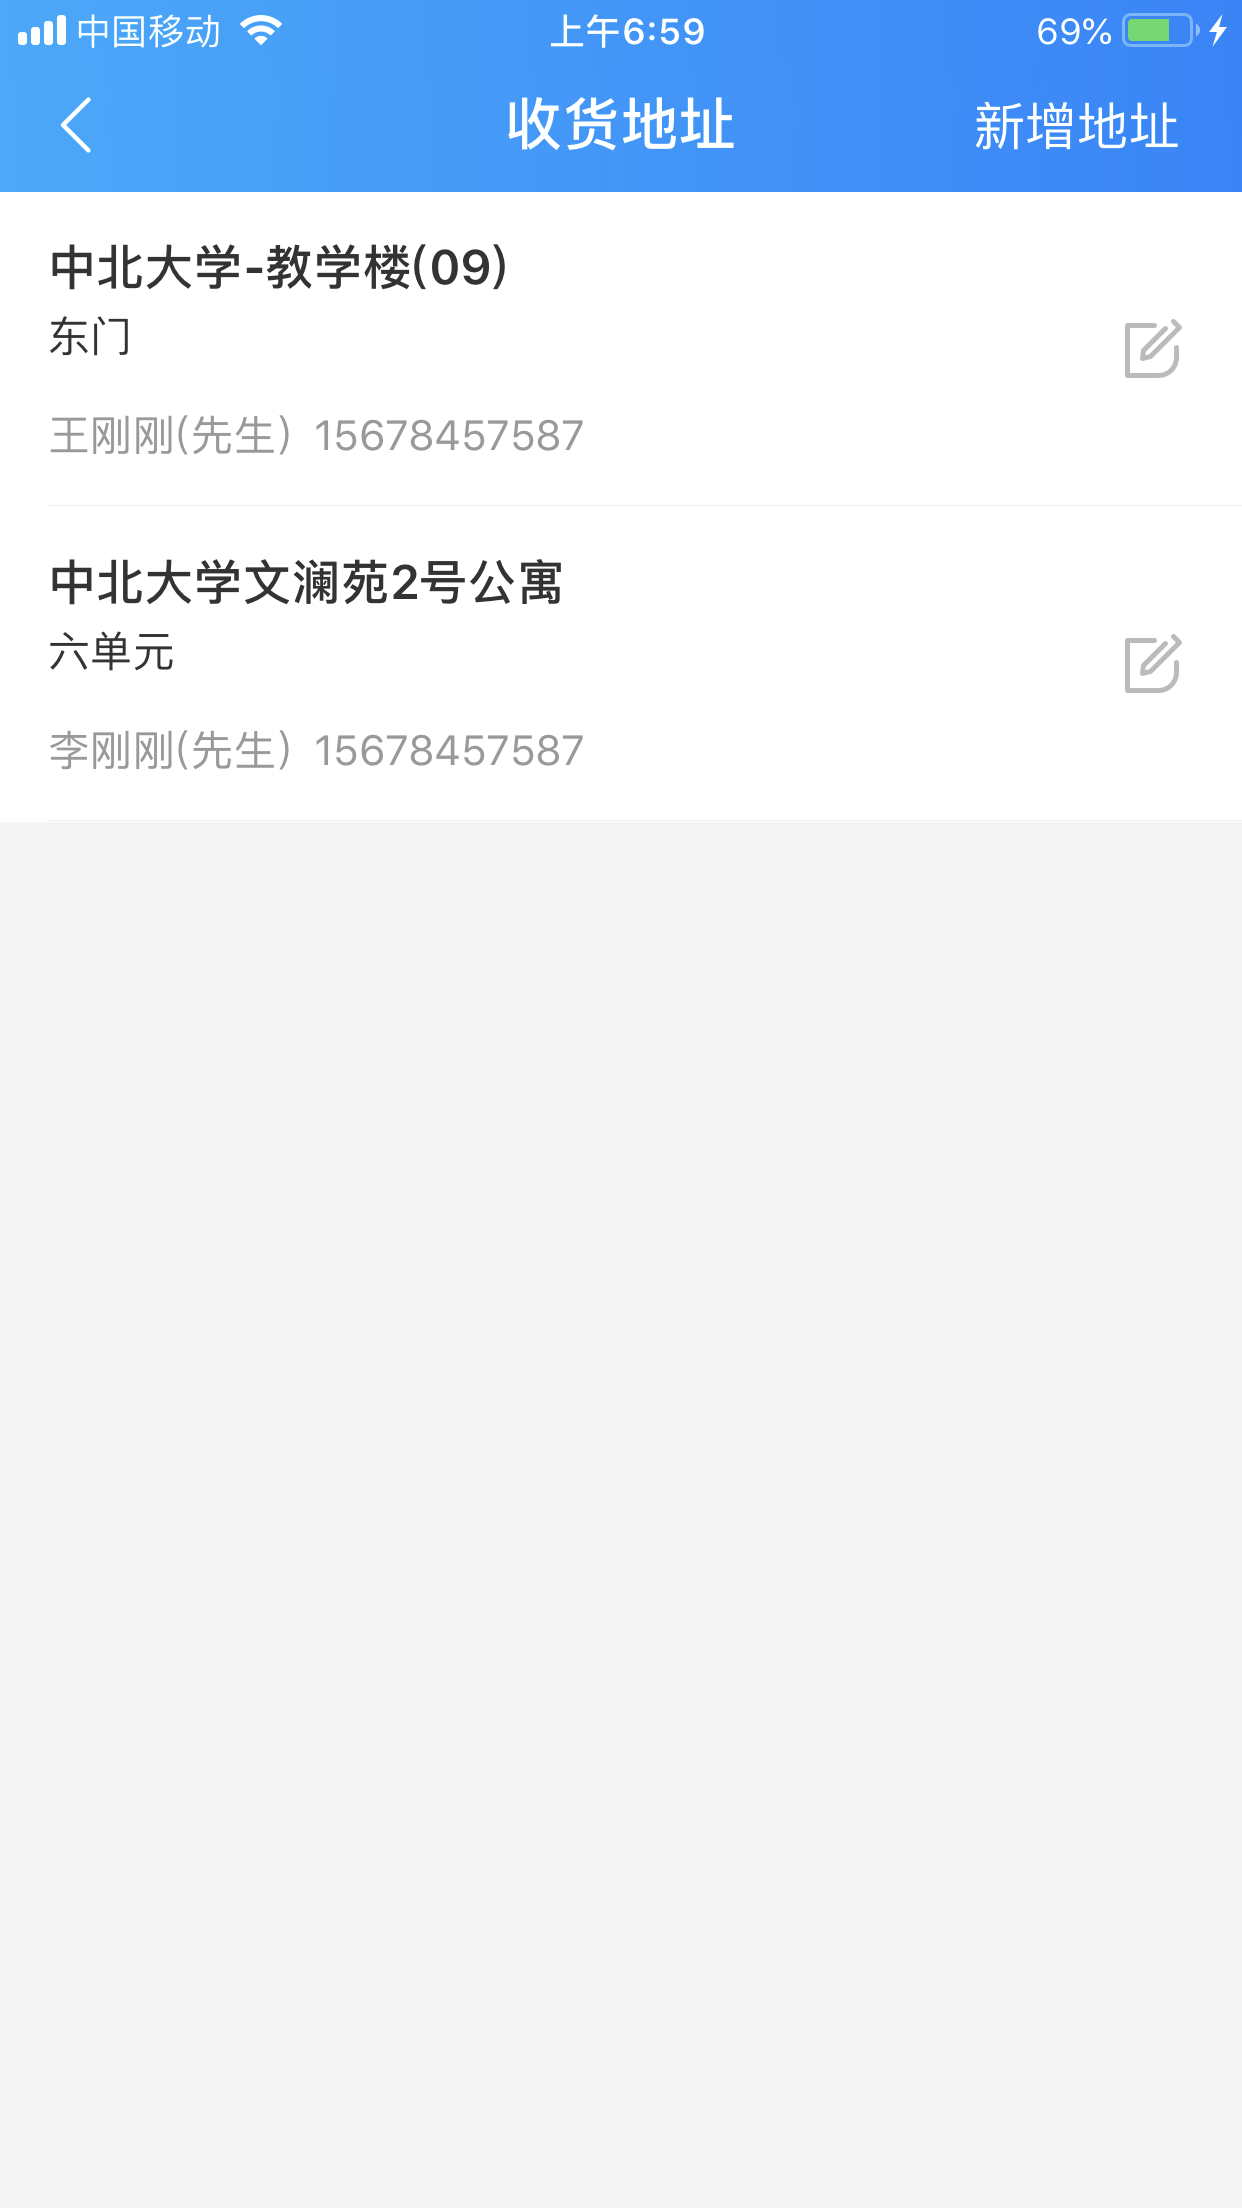 中国移动 上午6:59 69%
收货地址 新增地址
中北大学-教学楼(09)
东门
王刚刚(先生) 15678457587
中北大学文澜苑2号公寓
六单元
李刚刚(先生) 15678457587